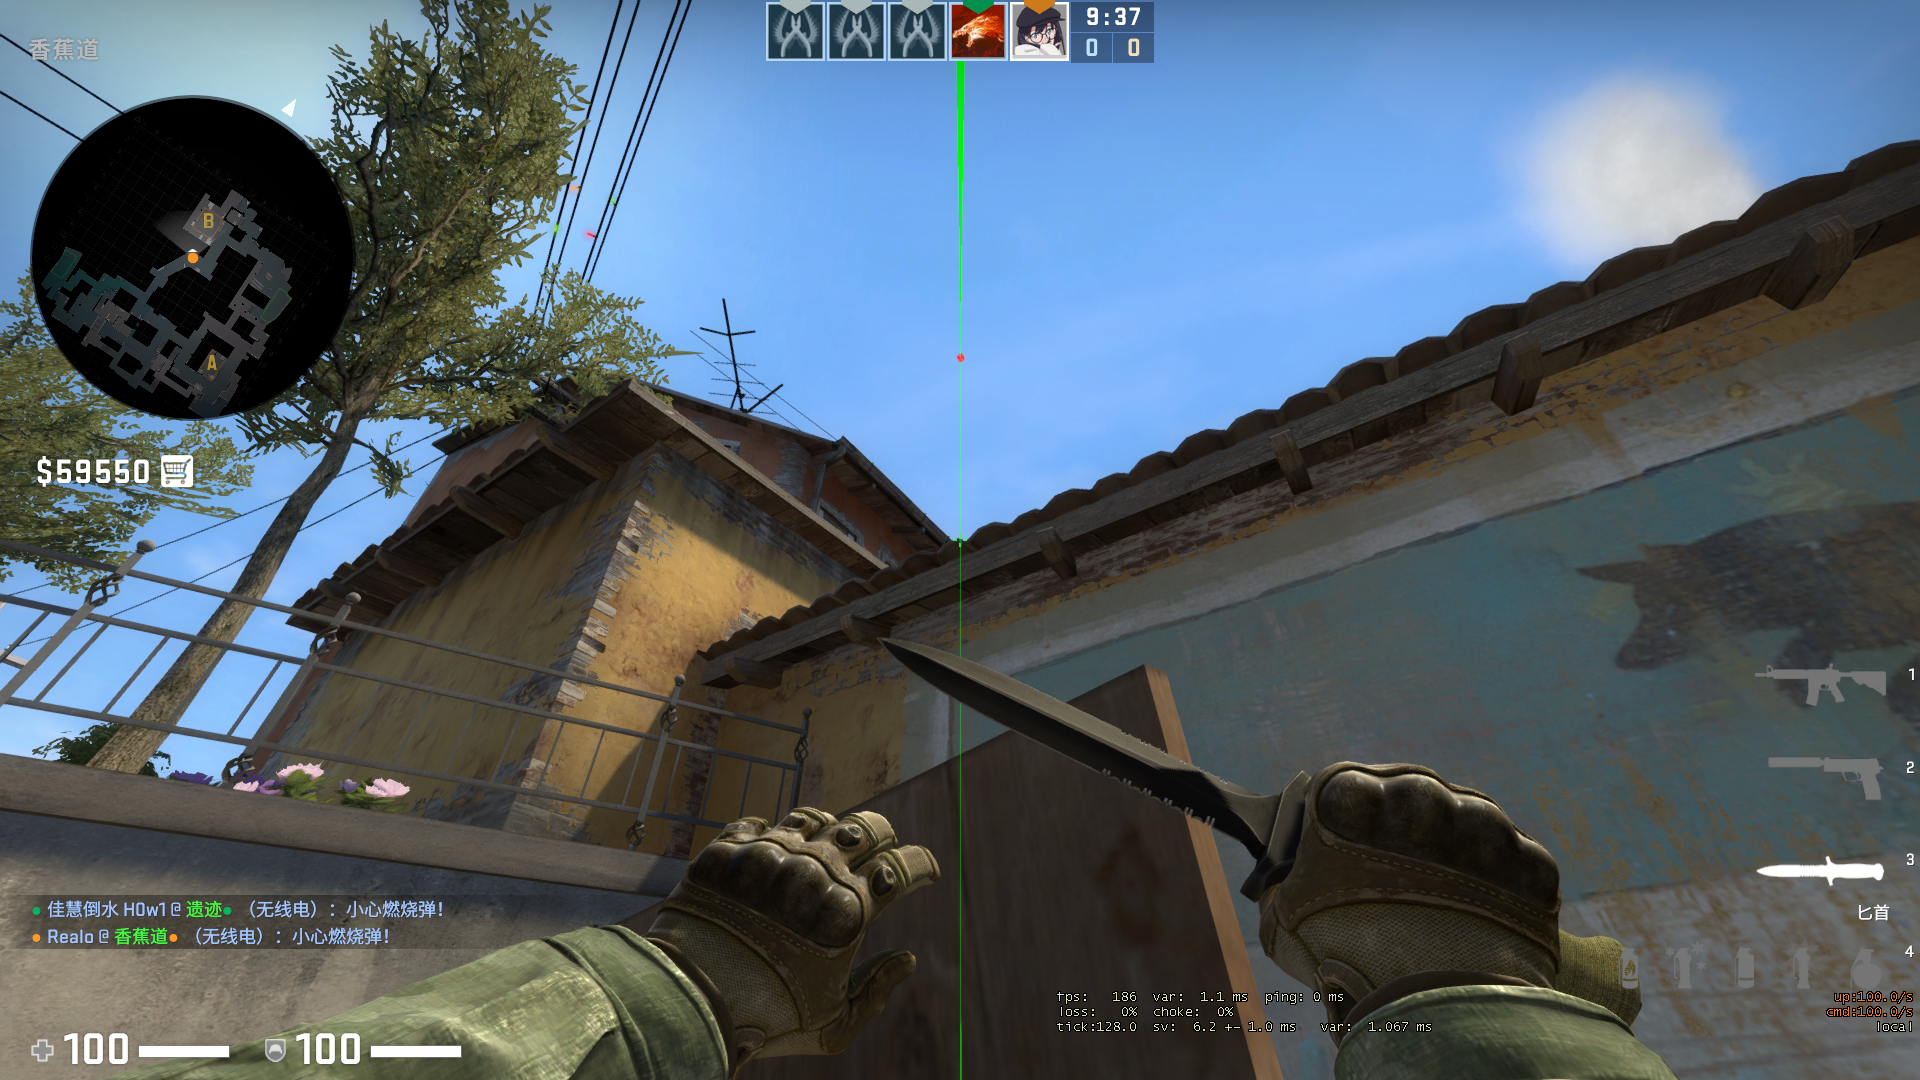 9:37
0 0
香蕉道
B
A
$59550
1
2
3
匕首
4
佳慧倒水 H0w1 @ 遗迹 （无线电）：小心燃烧弹！
Realo @ 香蕉道 （无线电）：小心燃烧弹！
fps: 186 var: 1.1 ms ping: 0 ms
loss: 0% choke: 0%
tick:128.0 sv: 6.2 +- 1.0 ms var: 1.067 ms
up:100.0/s
cmd:100.0/s
local
100 100